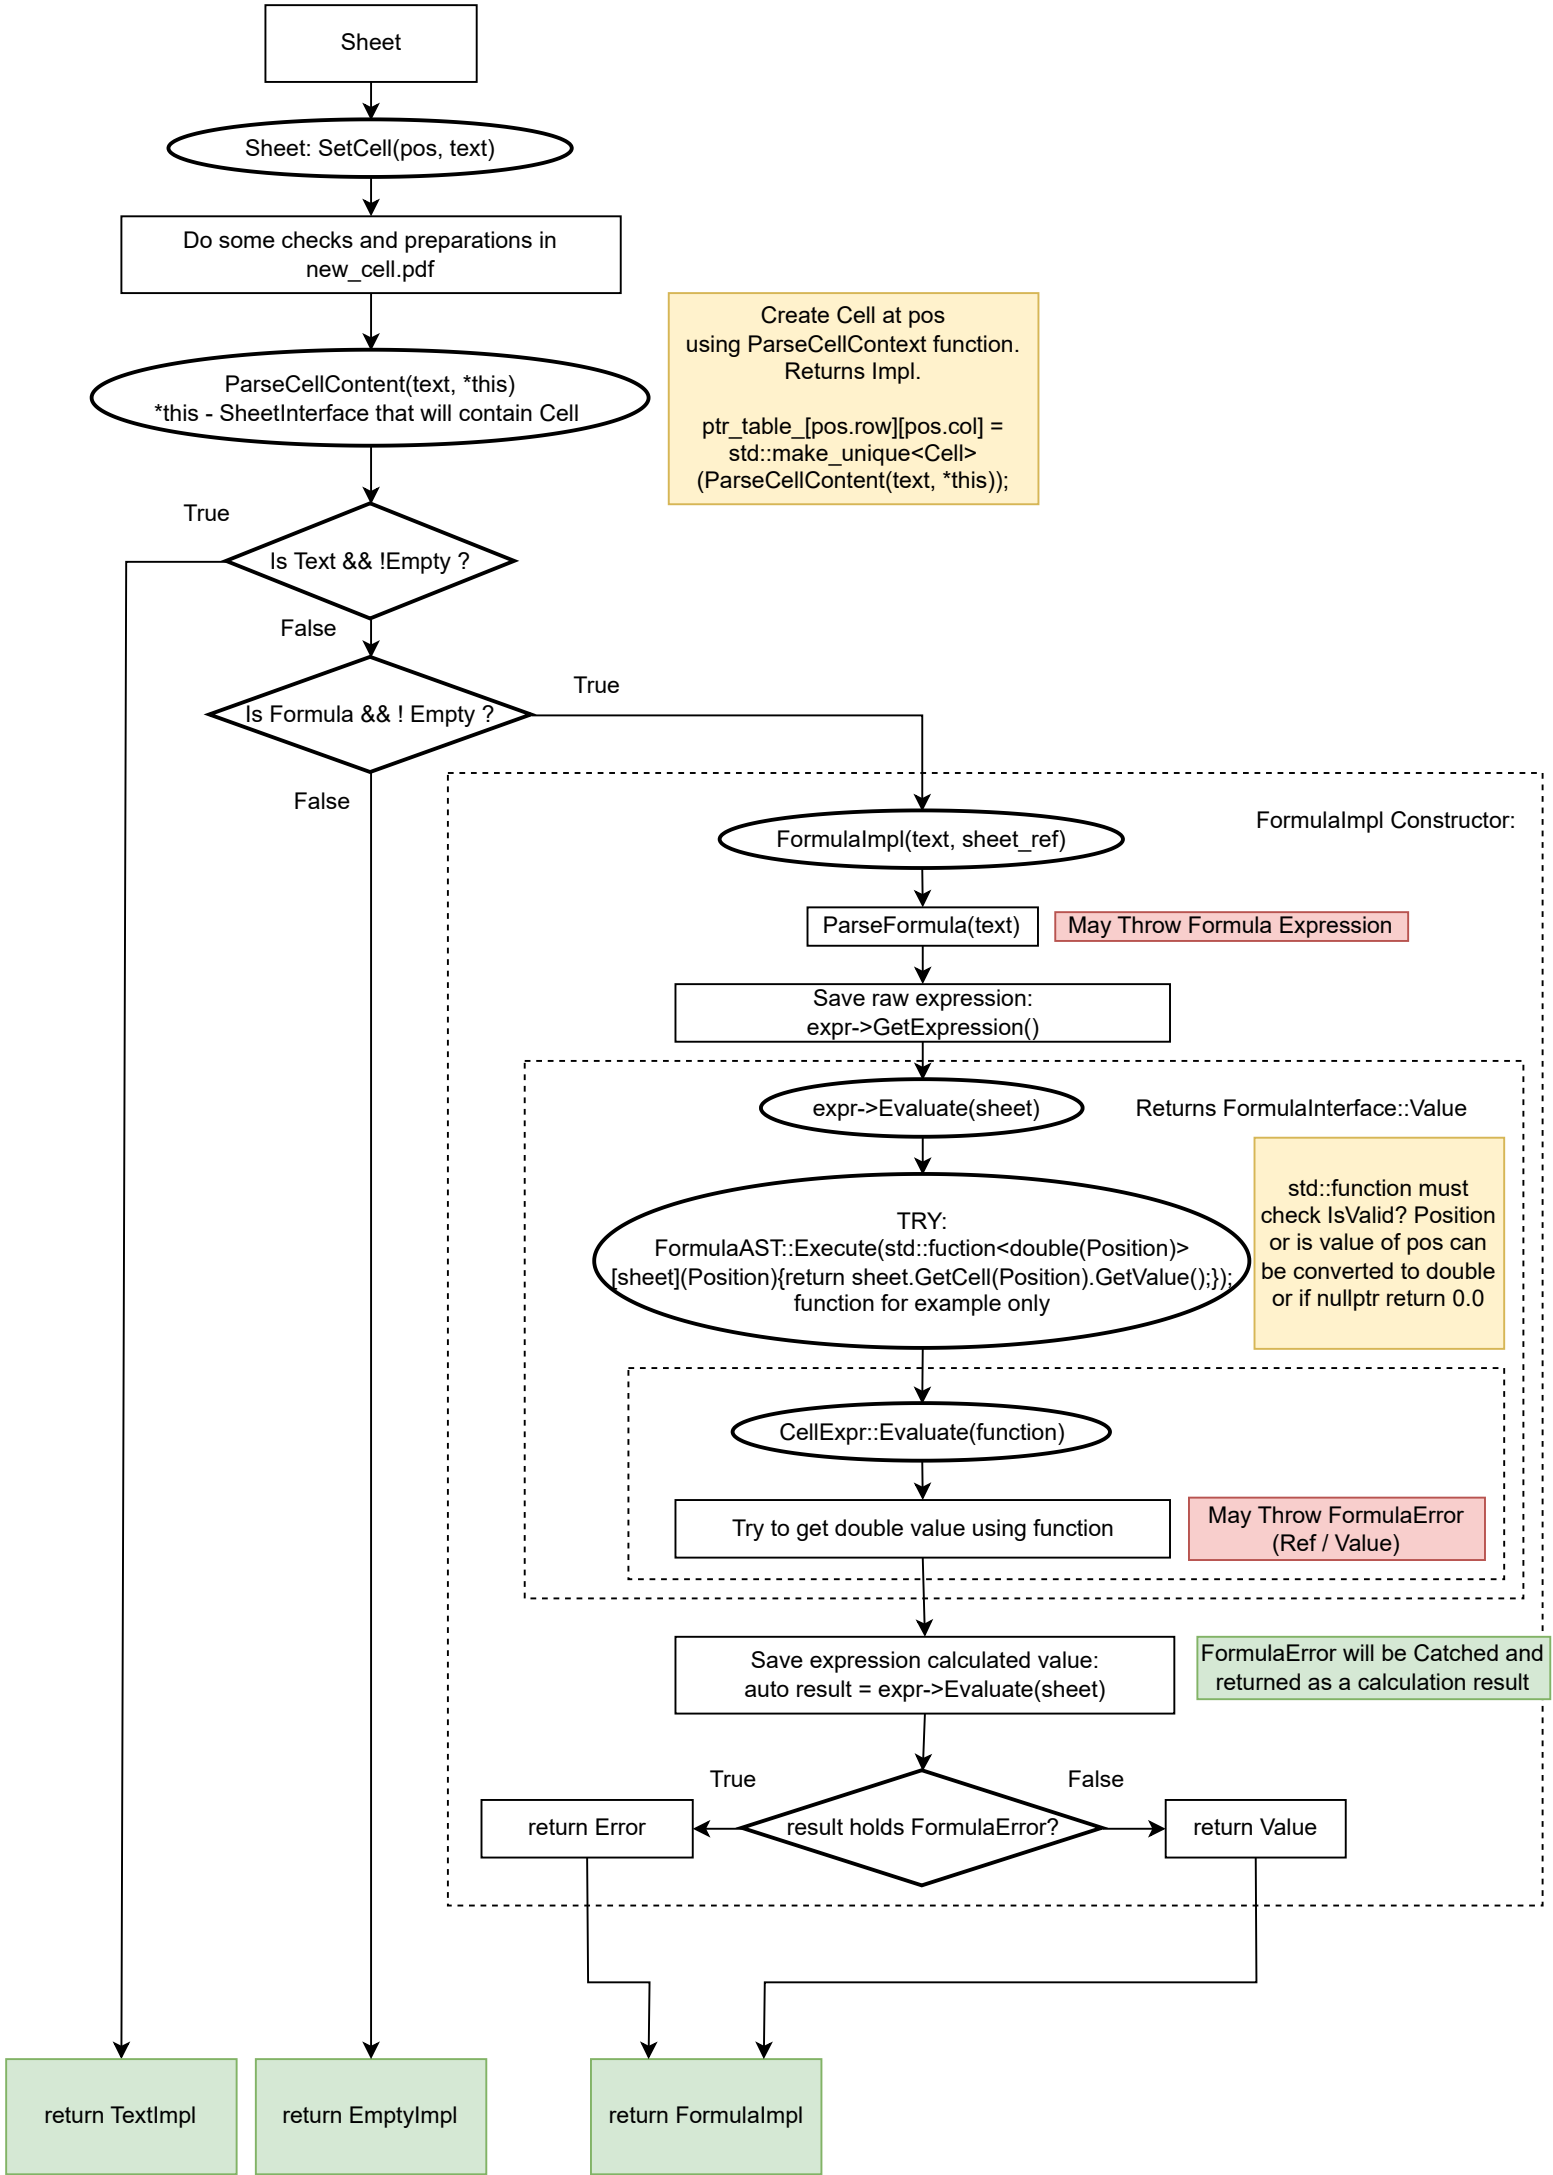 Sheet
Sheet: SetCell(pos, text)
Do some checks and preparations in
new_cell.pdf
Create Cell at pos
using ParseCellContext function.
Returns Impl.
ptr_table_[pos.row][pos.col] =
std::make_unique<Cell>
(ParseCellContent(text, *this));
ParseCellContent(text, *this)
*this - SheetInterface that will contain Cell
True
Is Text && !Empty ?
False
True
Is Formula && ! Empty ?
False
FormulaImpl Constructor:
FormulaImpl(text, sheet_ref)
ParseFormula(text)
May Throw Formula Expression
Save raw expression:
expr->GetExpression()
expr->Evaluate(sheet)
Returns FormulaInterface::Value
std::function must
check IsValid? Position
or is value of pos can
be converted to double
or if nullptr return 0.0
TRY:
FormulaAST::Execute(std::fuction<double(Position)>
[sheet](Position){return sheet.GetCell(Position).GetValue();});
function for example only
CellExpr::Evaluate(function)
Try to get double value using function
May Throw FormulaError
(Ref / Value)
Save expression calculated value:
auto result = expr->Evaluate(sheet)
FormulaError will be Catched and
returned as a calculation result
True
False
return Error
result holds FormulaError?
return Value
return TextImpl
return EmptyImpl
return FormulaImpl